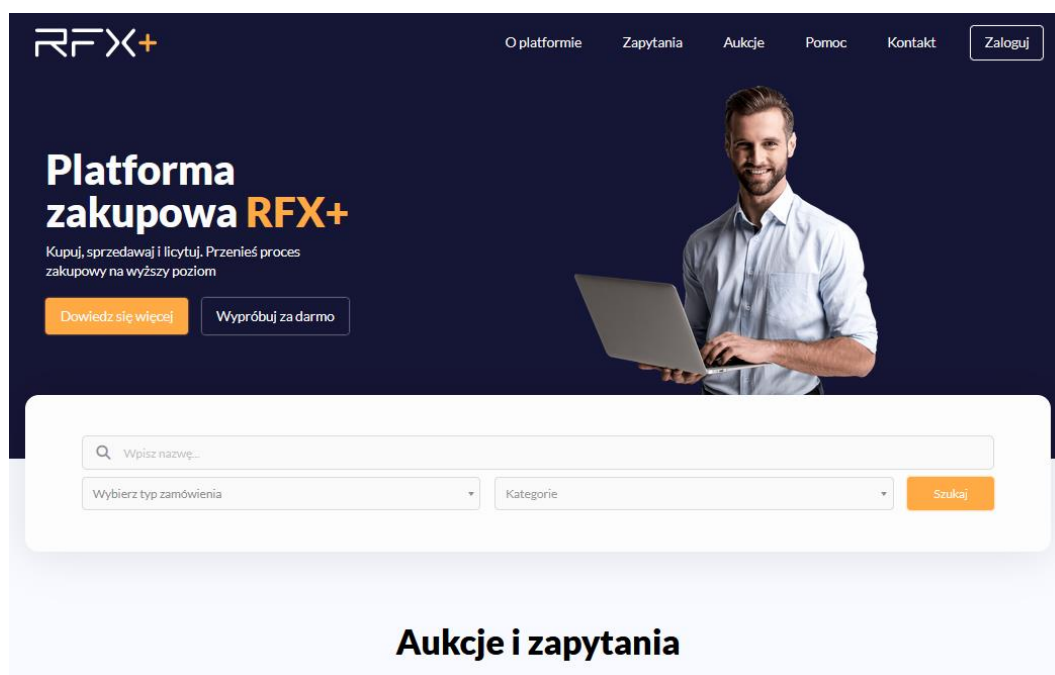 RFX+
O platformie
Zapytania
Aukcje
Pomoc
Kontakt
Zaloguj
Platforma
zakupowa RFX+
Kupuj, sprzedawaj i licytuj. Przenieś proces
zakupowy na wyższy poziom
Dowiedz się więcej
Wypróbuj za darmo
Wpisz nazwę...
Wybierz typ zamówienia
Kategorie
Szukaj
Aukcje i zapytania